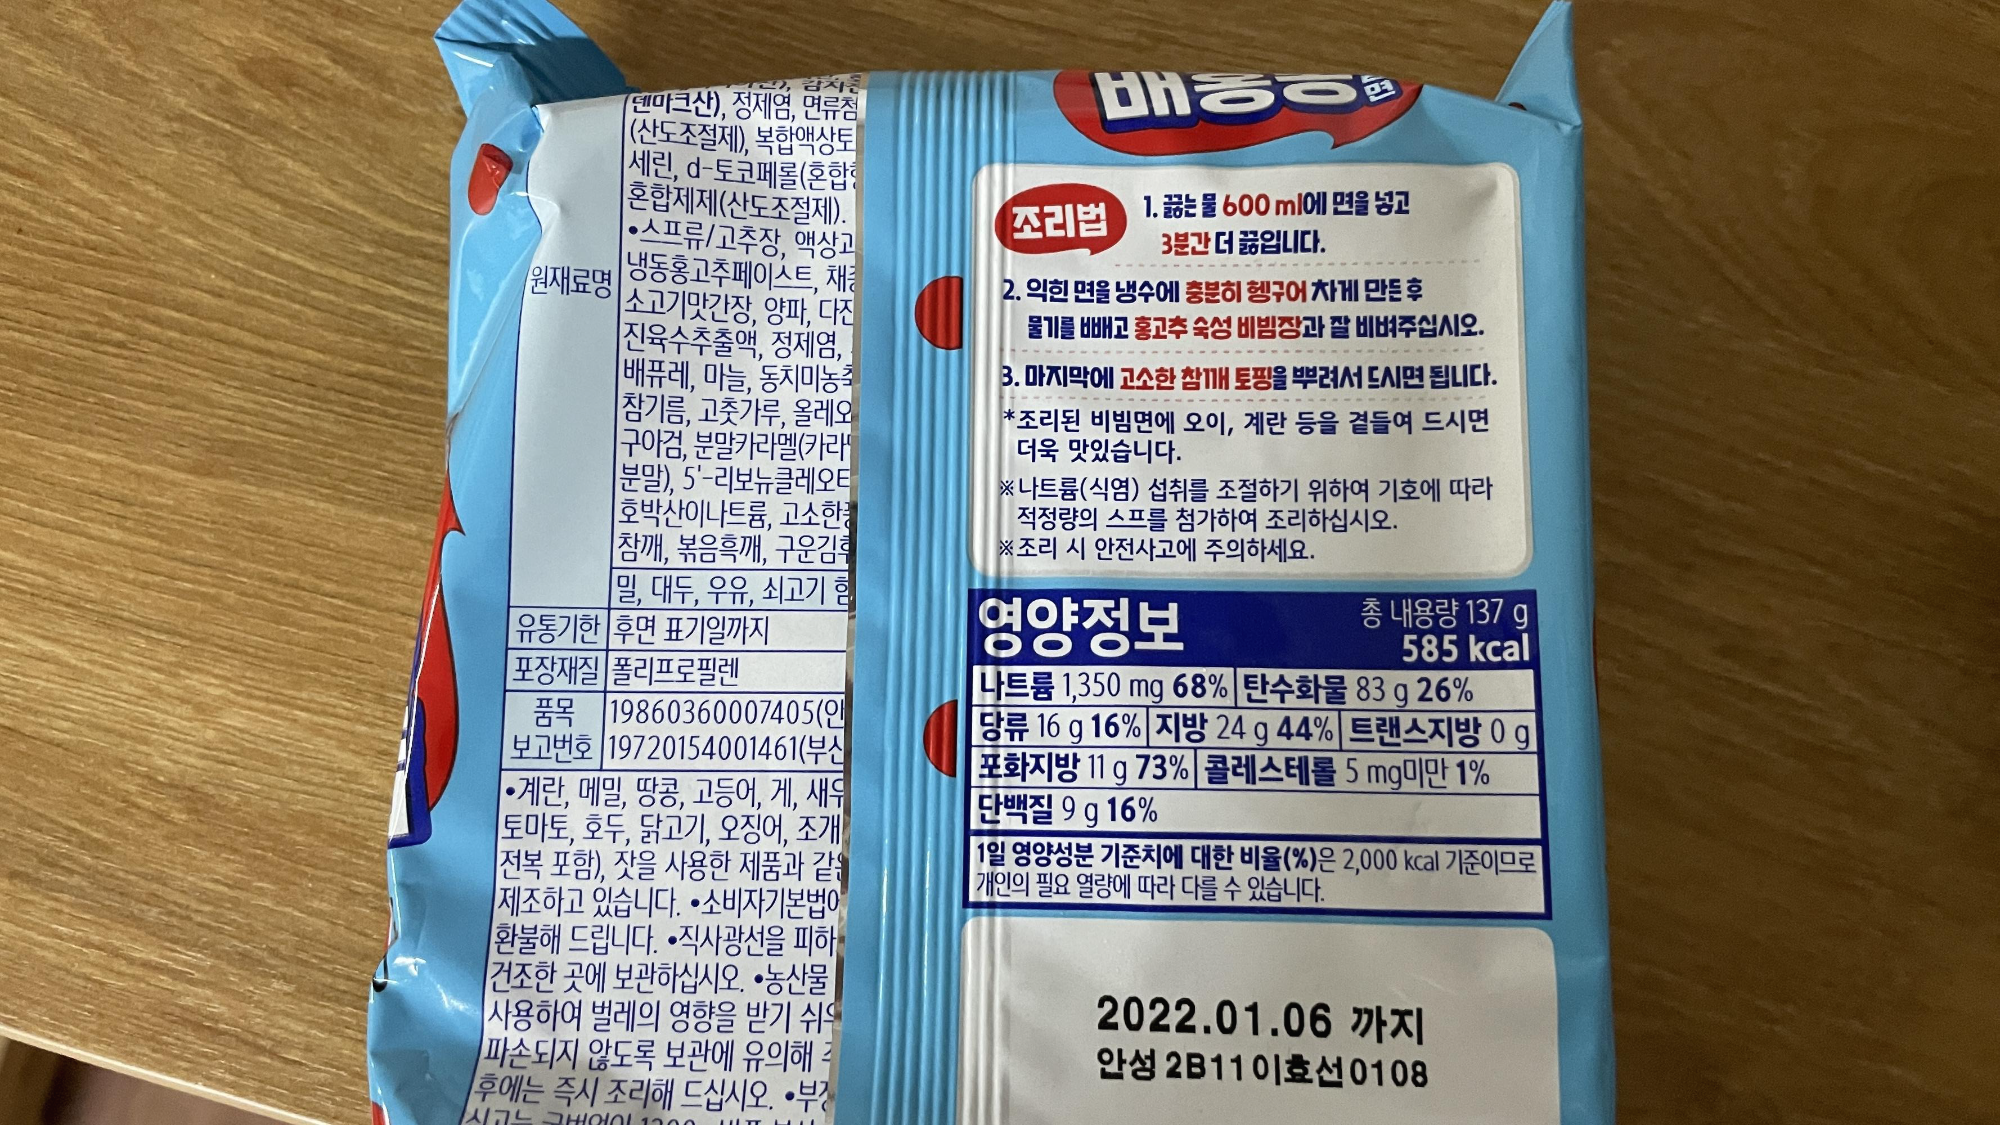 덴마크산), 정제염, 면류첨
(산도조절제), 복합액상토
세린, d-토코페롤(혼합
혼합제제(산도조절제).
•스프류/고추장, 액상과
냉동홍고추페이스트, 채
소고기맛간장, 양파, 다진
진육수추출액, 정제염,
배퓨레, 마늘, 동치미농축
참기름, 고춧가루, 올레오
구아검, 분말카라멜(카라
분말), 5'-리보뉴클레오티
호박산이나트륨, 고소한
참깨, 볶음흑깨, 구운김
원재료명
밀, 대두, 우유, 쇠고기 함
유통기한 후면 표기일까지
포장재질 폴리프로필렌
품목
보고번호
19860360007405(안
19720154001461(부산
•계란, 메밀, 땅콩, 고등어, 게, 새우
토마토, 호두, 닭고기, 오징어, 조개
전복 포함), 잣을 사용한 제품과 같은
제조하고 있습니다. •소비자기본법에
환불해 드립니다. •직사광선을 피하
건조한 곳에 보관하십시오. •농산물
사용하여 벌레의 영향을 받기 쉬우
파손되지 않도록 보관에 유의해
후에는 즉시 조리해 드십시오. •부정
배홍동
면
조리법
1. 끓는 물 600 ml에 면을 넣고
3분간 더 끓입니다.
2. 익힌 면을 냉수에 충분히 헹구어 차게 만든 후
물기를 빼고 홍고추 숙성 비빔장과 잘 비벼주십시오.
3. 마지막에 고소한 참깨 토핑을 뿌려서 드시면 됩니다.
*조리된 비빔면에 오이, 계란 등을 곁들여 드시면
더욱 맛있습니다.
※나트륨(식염) 섭취를 조절하기 위하여 기호에 따라
적정량의 스프를 첨가하여 조리하십시오.
※조리 시 안전사고에 주의하세요.
영양정보
총 내용량 137 g
585 kcal
나트륨 1,350 mg 68% 탄수화물 83 g 26%
당류 16 g 16% 지방 24 g 44% 트랜스지방 0 g
포화지방 11 g 73% 콜레스테롤 5 mg미만 1%
단백질 9 g 16%
1일 영양성분 기준치에 대한 비율(%)은 2,000 kcal 기준이므로
개인의 필요 열량에 따라 다를 수 있습니다.
2022.01.06 까지
안성 2B11이효선0108